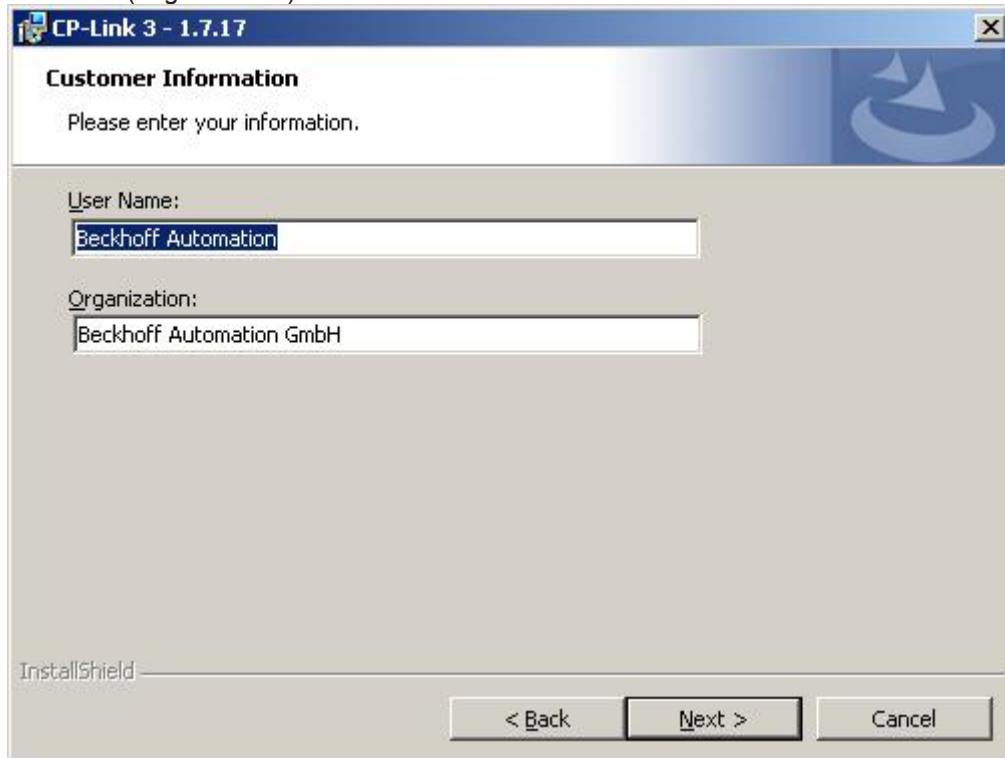 CP-Link 3 - 1.7.17
Customer Information
Please enter your information.
User Name:
Beckhoff Automation
Organization:
Beckhoff Automation GmbH
InstallShield
< Back Next > Cancel